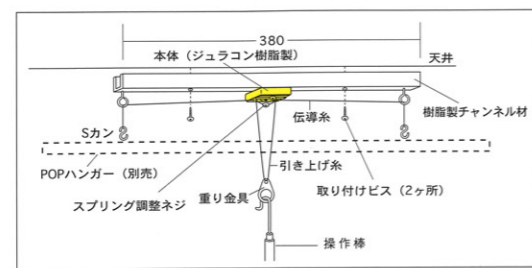 380
本体（ジュラコン樹脂製）
天井
樹脂製チャンネル材
伝導糸
Sカン
引き上げ糸
POPハンガー（別売）
取り付けビス（2ヶ所）
重り金具
スプリング調整ネジ
操作棒